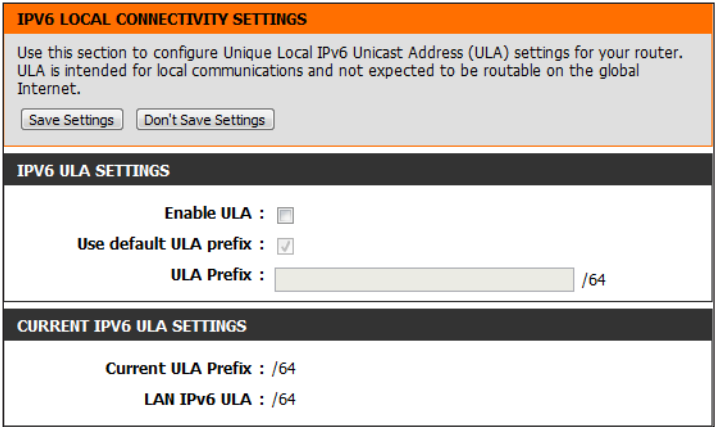 IPV6 LOCAL CONNECTIVITY SETTINGS
Use this section to configure Unique Local IPv6 Unicast Address (ULA) settings for your router.
ULA is intended for local communications and not expected to be routable on the global
Internet.
Save Settings Don't Save Settings
IPV6 ULA SETTINGS
Enable ULA :
Use default ULA prefix :
ULA Prefix : /64
CURRENT IPV6 ULA SETTINGS
Current ULA Prefix : /64
LAN IPv6 ULA : /64